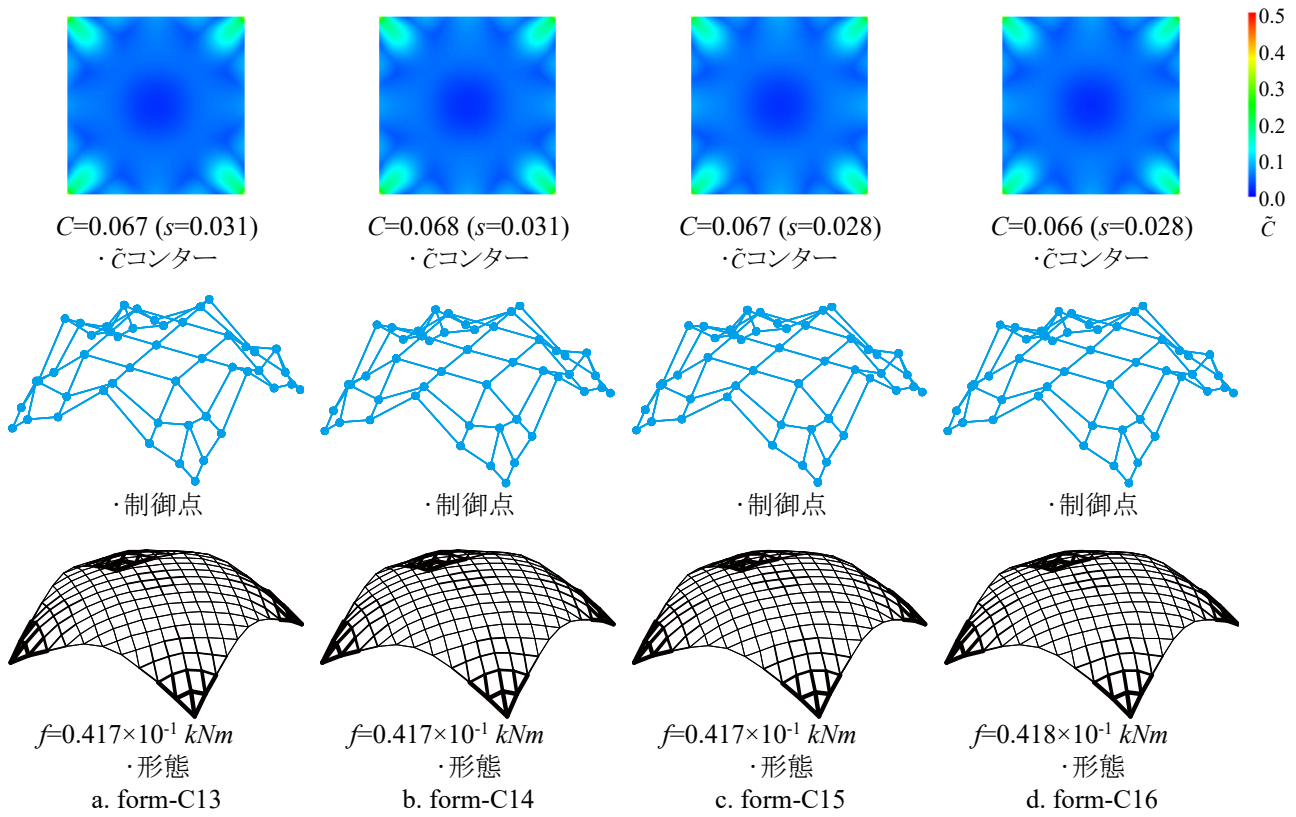 0.5
0.4
0.3
0.2
0.1
0.0
C̃
C=0.067 (s=0.031)
C=0.068 (s=0.031)
C=0.067 (s=0.028)
C=0.066 (s=0.028)
・C̃コンター
・C̃コンター
・C̃コンター
・C̃コンター
・制御点
・制御点
・制御点
・制御点
f=0.417×10⁻¹ kNm
f=0.417×10⁻¹ kNm
f=0.417×10⁻¹ kNm
f=0.418×10⁻¹ kNm
・形態
・形態
・形態
・形態
a. form-C13
b. form-C14
c. form-C15
d. form-C16